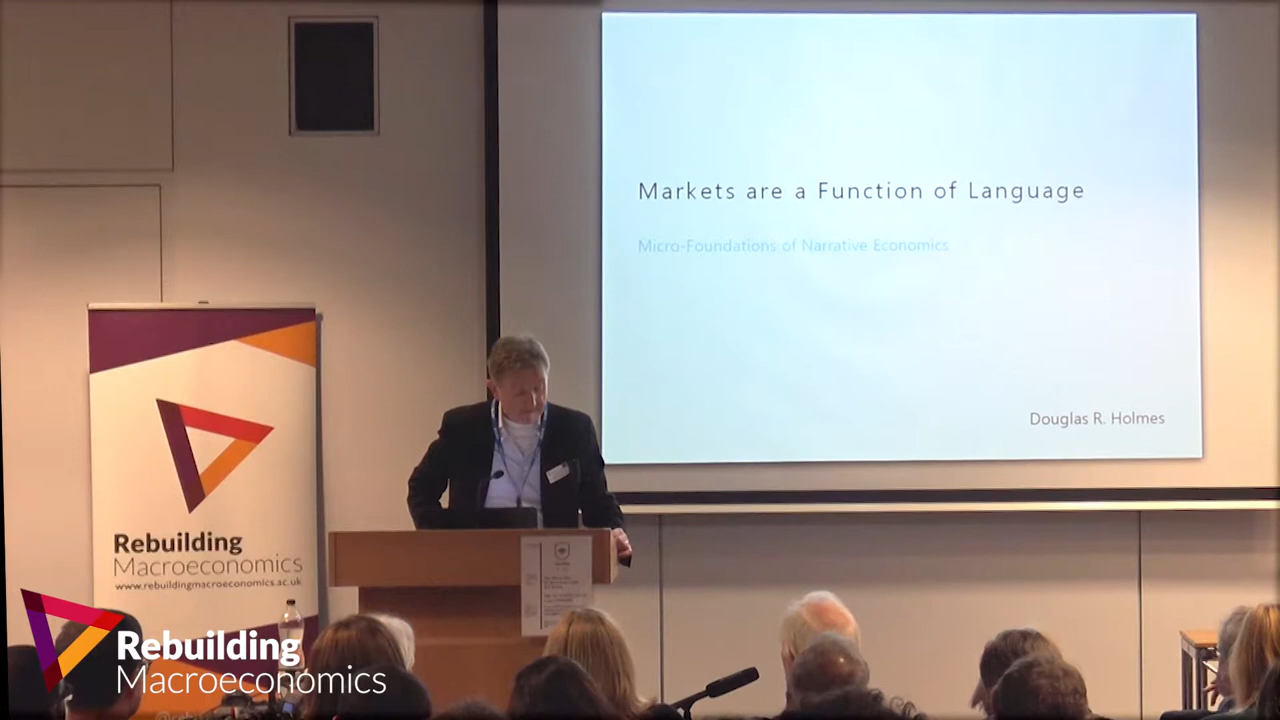 Markets are a Function of Language
Micro-Foundations of Narrative Economics
Douglas R. Holmes
Rebuilding
Macroeconomics
www.rebuildingmacroeconomics.ac.uk
Rebuilding
Macroeconomics